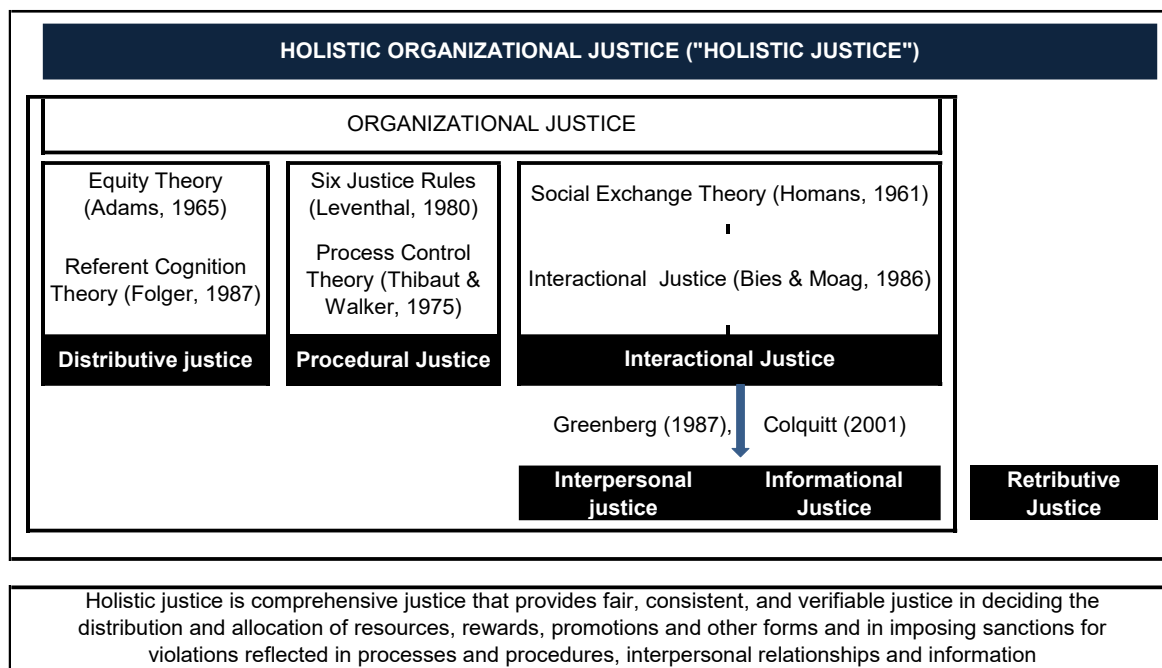 HOLISTIC ORGANIZATIONAL JUSTICE ("HOLISTIC JUSTICE")
ORGANIZATIONAL JUSTICE
Equity Theory
(Adams, 1965)
Referent Cognition
Theory (Folger, 1987)
Distributive justice
Six Justice Rules
(Leventhal, 1980)
Process Control
Theory (Thibaut &
Walker, 1975)
Procedural Justice
Social Exchange Theory (Homans, 1961)
Interactional Justice (Bies & Moag, 1986)
Interactional Justice
Greenberg (1987), Colquitt (2001)
Interpersonal
justice
Informational
Justice
Retributive
Justice
Holistic justice is comprehensive justice that provides fair, consistent, and verifiable justice in deciding the
distribution and allocation of resources, rewards, promotions and other forms and in imposing sanctions for
violations reflected in processes and procedures, interpersonal relationships and information